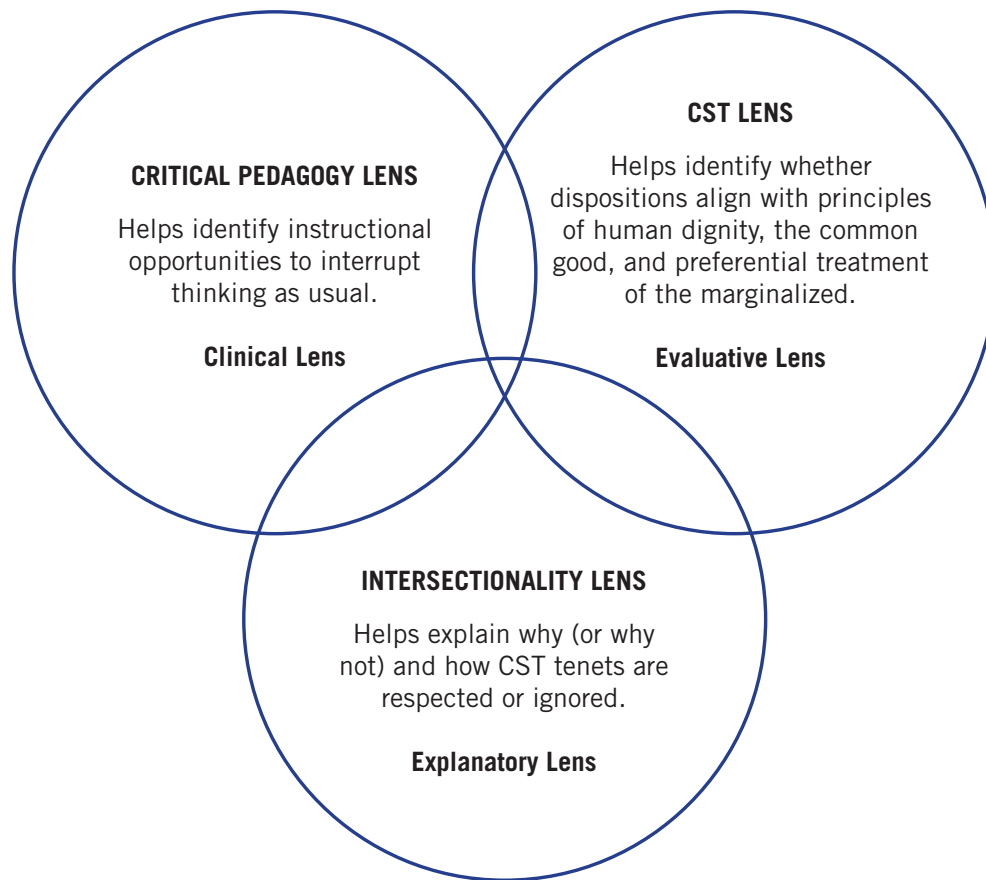 CRITICAL PEDAGOGY LENS
Helps identify instructional
opportunities to interrupt
thinking as usual.
Clinical Lens
CST LENS
Helps identify whether
dispositions align with principles
of human dignity, the common
good, and preferential treatment
of the marginalized.
Evaluative Lens
INTERSECTIONALITY LENS
Helps explain why (or why
not) and how CST tenets are
respected or ignored.
Explanatory Lens